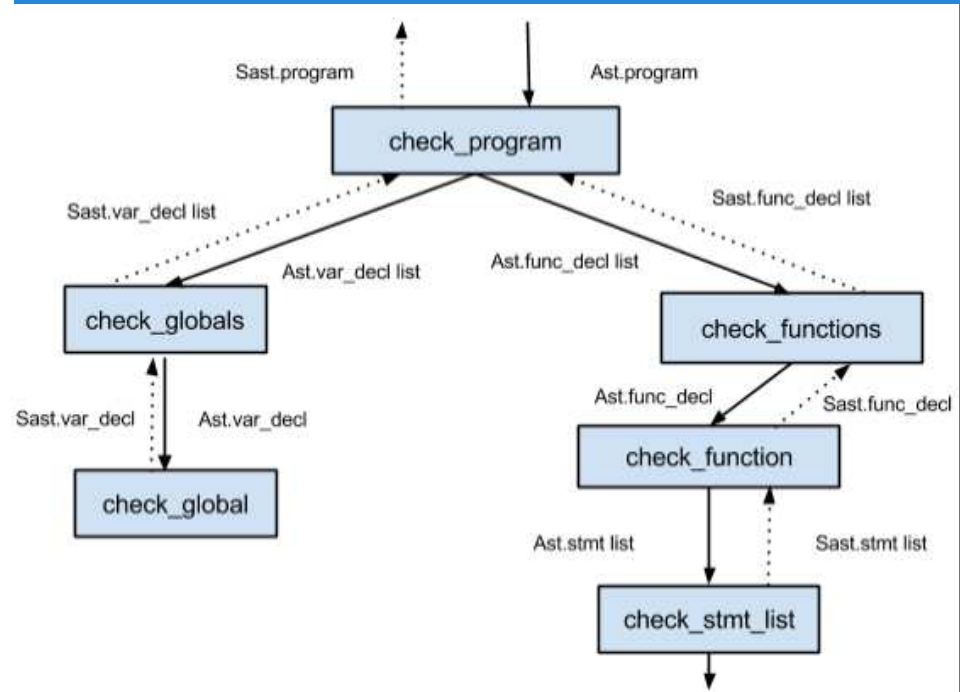 Sast.program
Ast.program
check_program
Sast.var_decl list
Sast.func_decl list
Ast.var_decl list
Ast.func_decl list
check_globals
check_functions
Ast.func_decl
Sast.func_decl
Sast.var_decl
Ast.var_decl
check_function
check_global
Ast.stmt list
Sast.stmt list
check_stmt_list